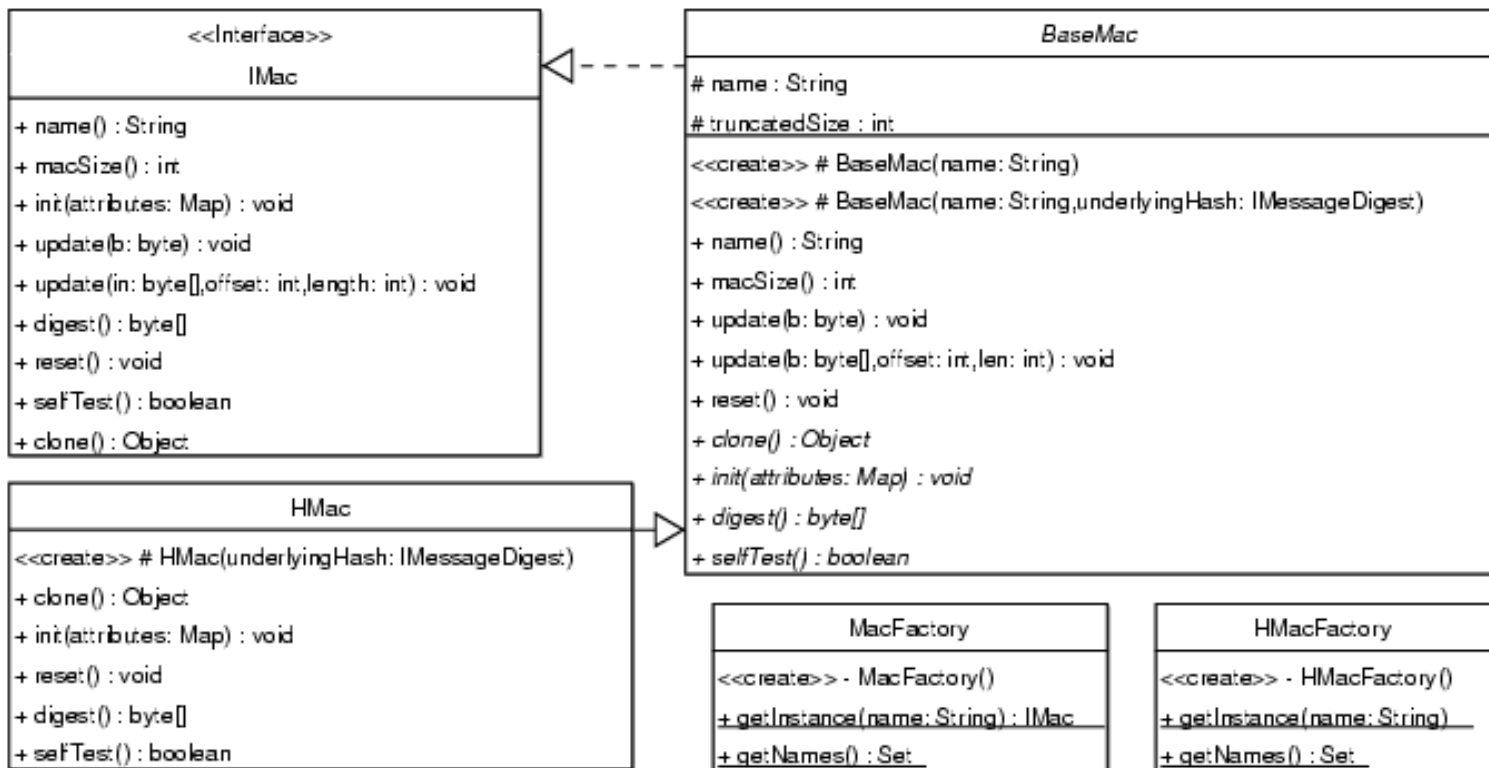 <<Interface>>
IMac
+ name() : String
+ macSize() : int
+ init(attributes: Map) : void
+ update(b: byte) : void
+ update(in: byte[],offset: int,length: int) : void
+ digest() : byte[]
+ reset() : void
+ selfTest() : boolean
+ clone() : Object
BaseMac
# name : String
# truncatedSize : int
<<create>> # BaseMac(name: String)
<<create>> # BaseMac(name: String,underlyingHash: IMessageDigest)
+ name() : String
+ macSize() : int
+ update(b: byte) : void
+ update(b: byte[],offset: int,len: int) : void
+ reset() : void
+ clone() : Object
+ init(attributes: Map) : void
+ digest() : byte[]
+ selfTest() : boolean
HMac
<<create>> # HMac(underlyingHash: IMessageDigest)
+ clone() : Object
+ init(attributes: Map) : void
+ reset() : void
+ digest() : byte[]
+ selfTest() : boolean
MacFactory
<<create>> - MacFactory()
+ getInstance(name: String) : IMac
+ getNames() : Set
HMacFactory
<<create>> - HMacFactory()
+ getInstance(name: String)
+ getNames() : Set